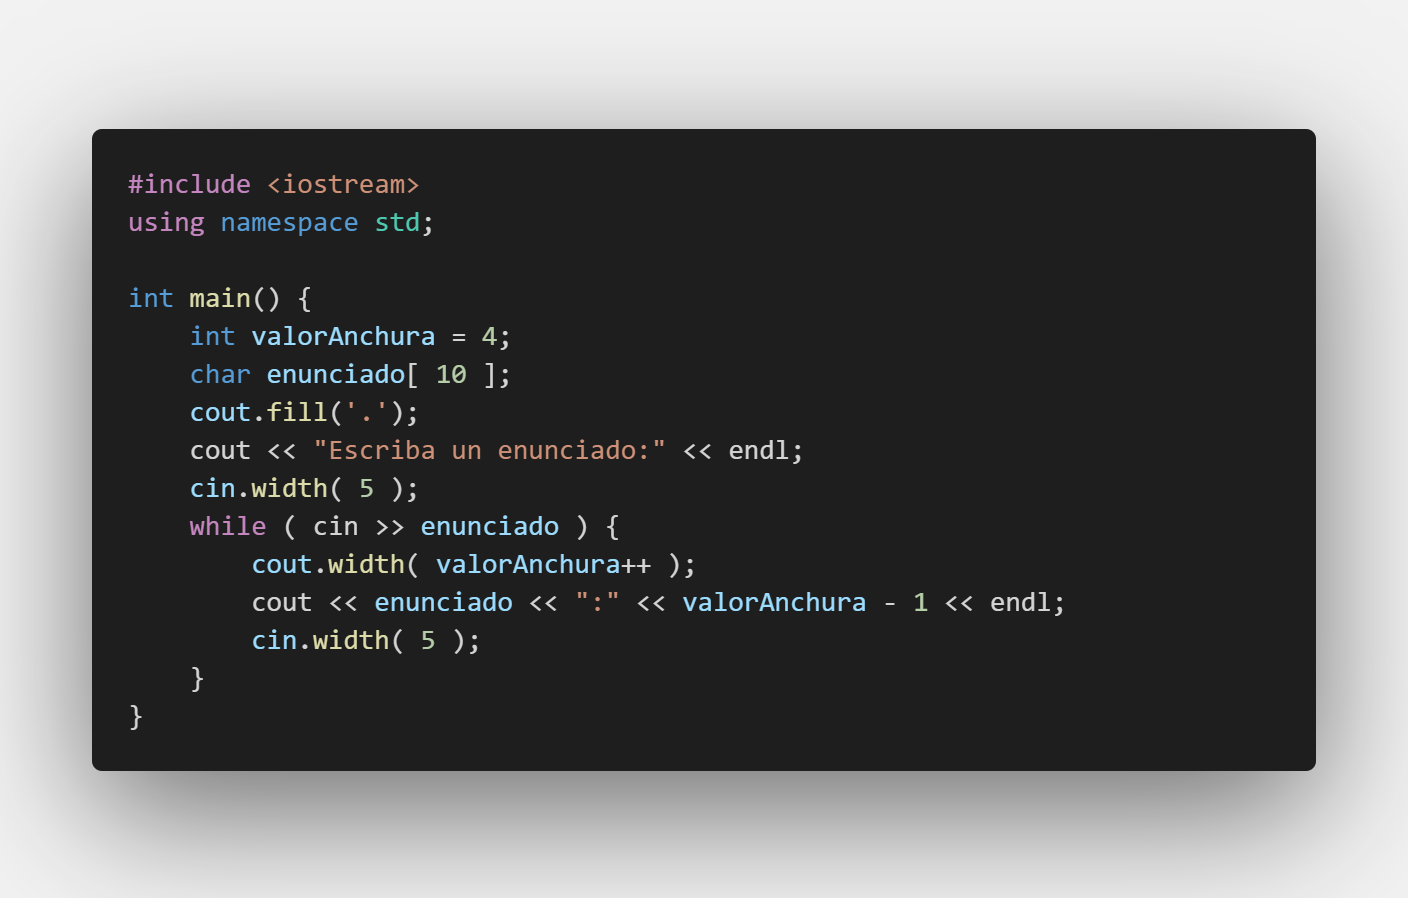 #include <iostream>
using namespace std;

int main() {
    int valorAnchura = 4;
    char enunciado[ 10 ];
    cout.fill('.');
    cout << "Escriba un enunciado:" << endl;
    cin.width( 5 );
    while ( cin >> enunciado ) {
        cout.width( valorAnchura++ );
        cout << enunciado << ":" << valorAnchura - 1 << endl;
        cin.width( 5 );
    }
}